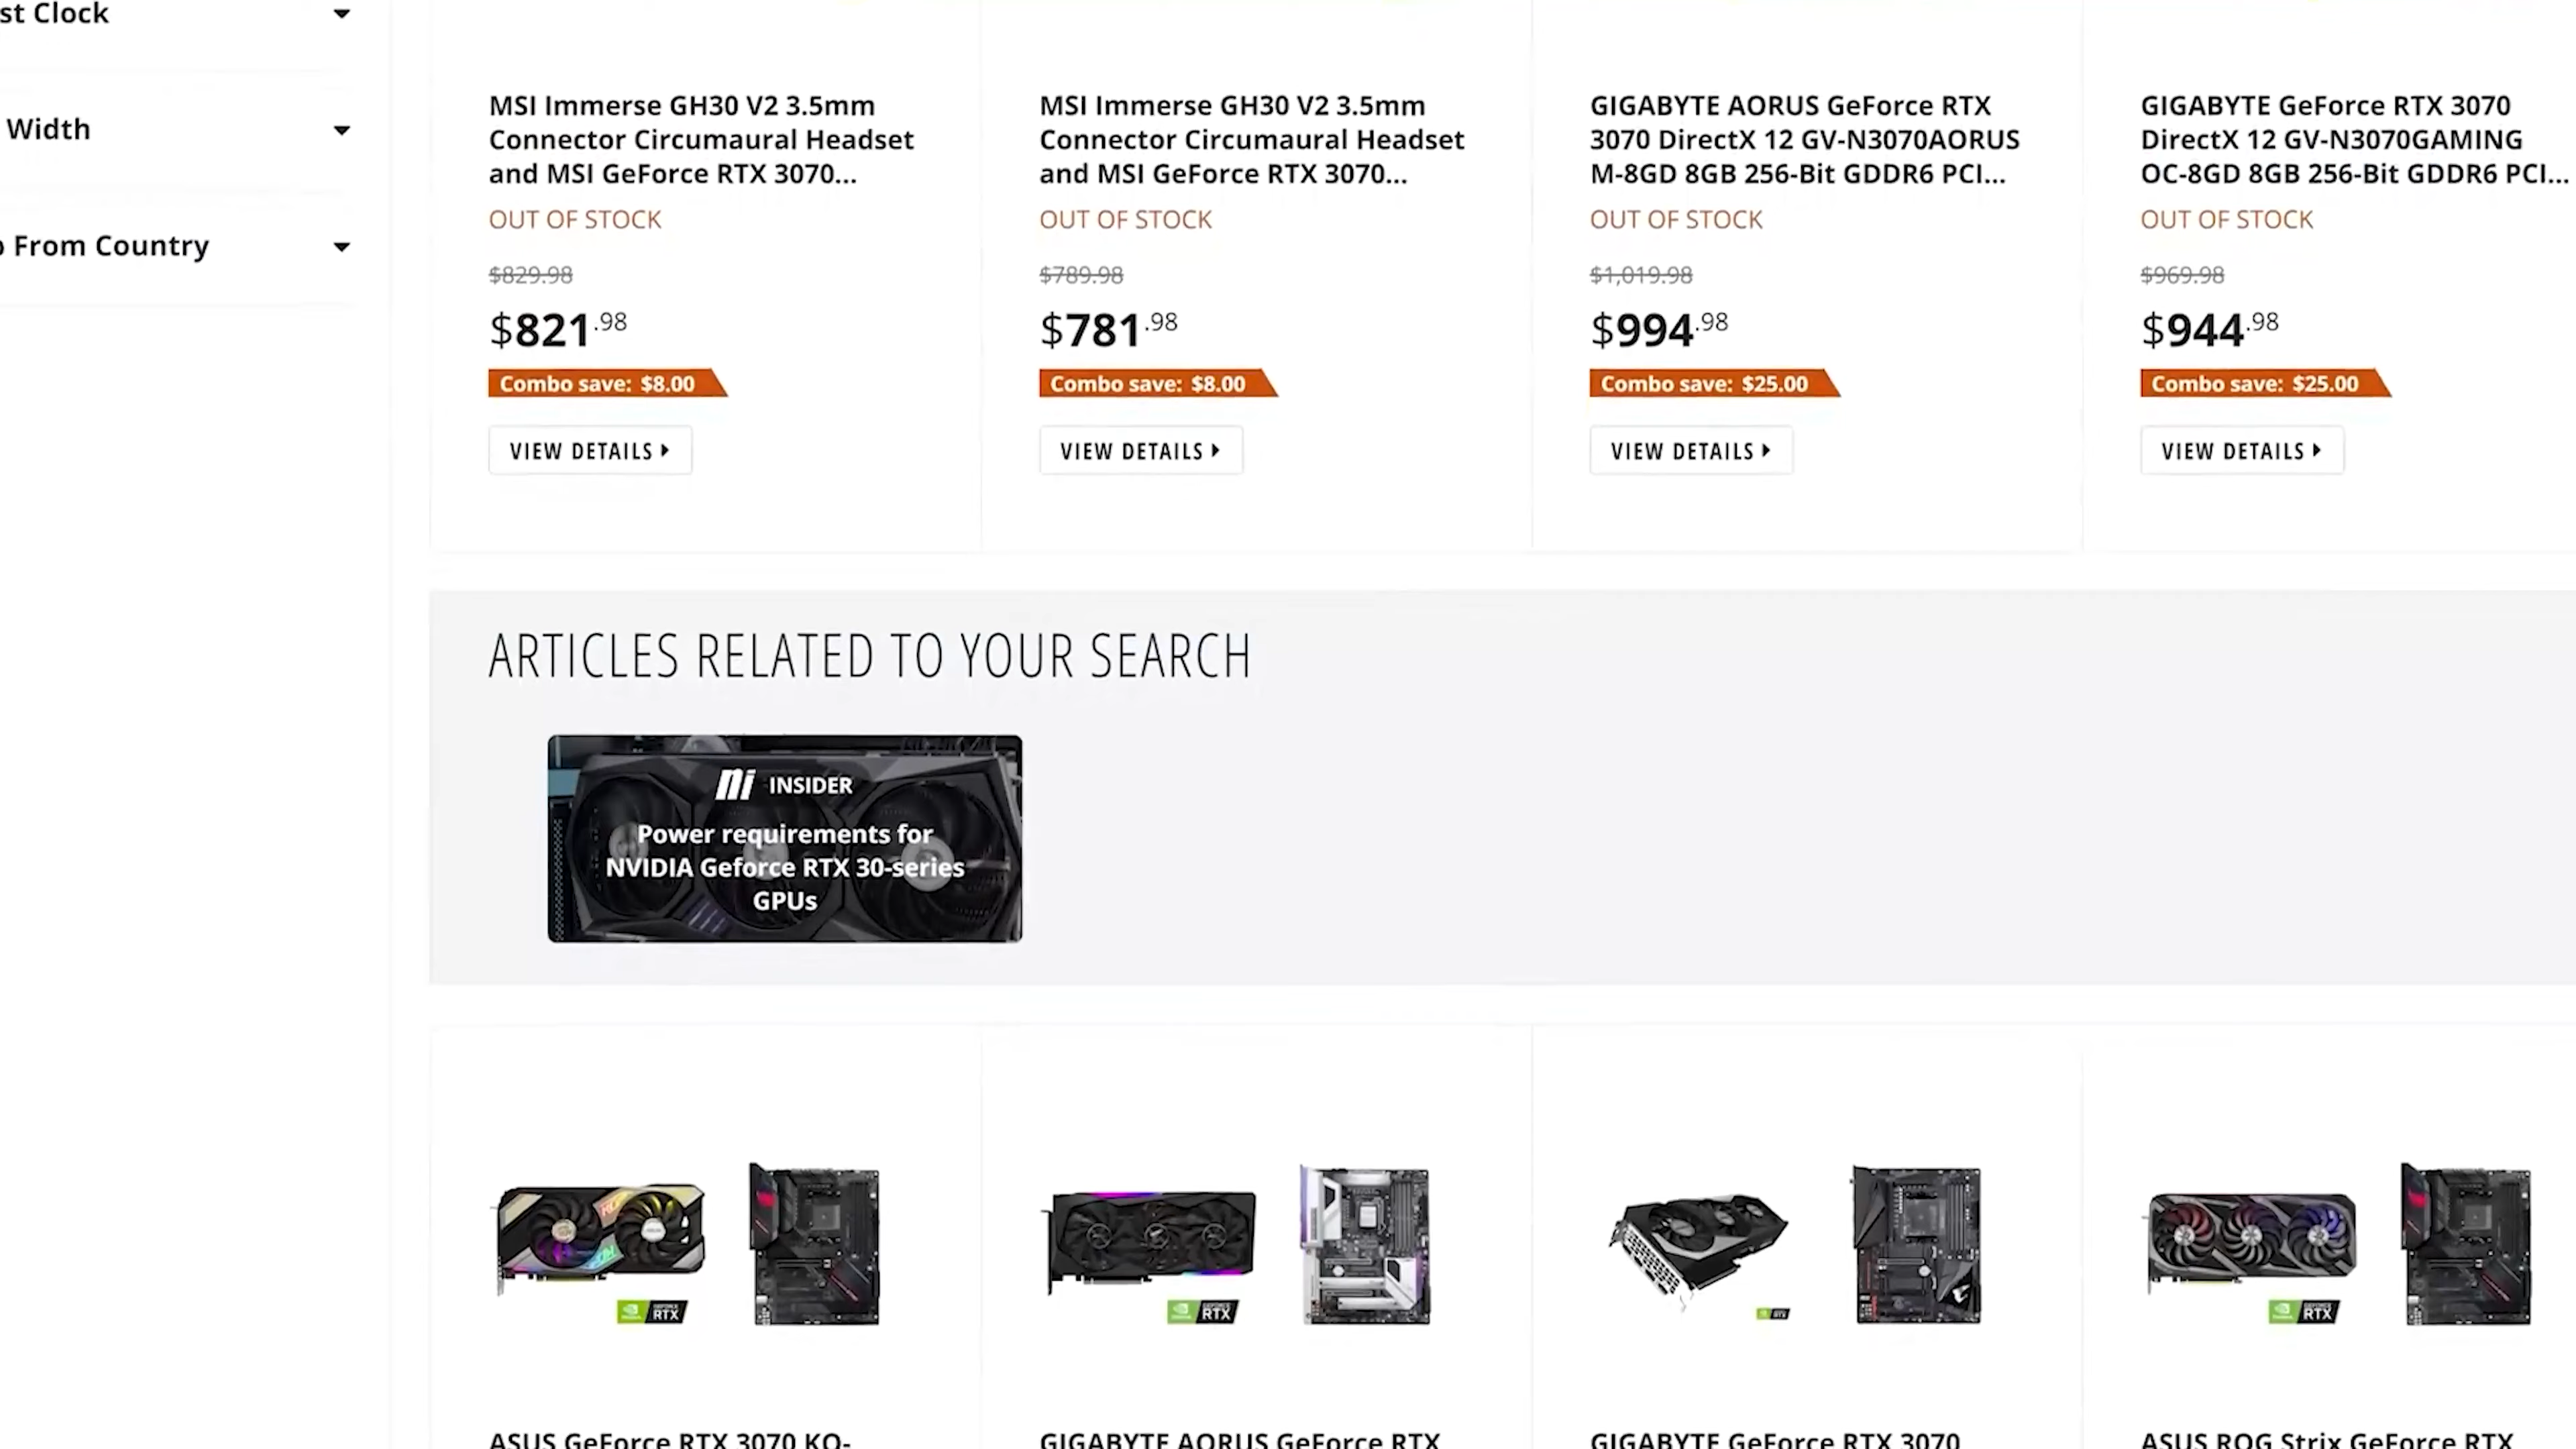 st Clock
Width
From Country
MSI Immerse GH30 V2 3.5mm
Connector Circumaural Headset
and MSI GeForce RTX 3070...
OUT OF STOCK
$829.98
$821.98
Combo save: $8.00
VIEW DETAILS
MSI Immerse GH30 V2 3.5mm
Connector Circumaural Headset
and MSI GeForce RTX 3070...
OUT OF STOCK
$789.98
$781.98
Combo save: $8.00
VIEW DETAILS
GIGABYTE AORUS GeForce RTX
3070 DirectX 12 GV-N3070AORUS
M-8GD 8GB 256-Bit GDDR6 PCI...
OUT OF STOCK
$1,019.98
$994.98
Combo save: $25.00
VIEW DETAILS
GIGABYTE GeForce RTX 3070
DirectX 12 GV-N3070GAMING
OC-8GD 8GB 256-Bit GDDR6 PCI...
OUT OF STOCK
$969.98
$944.98
Combo save: $25.00
VIEW DETAILS
ARTICLES RELATED TO YOUR SEARCH
ni INSIDER
Power requirements for
NVIDIA Geforce RTX 30-series
GPUs
RTX
RTX
RTX
RTX
ASUS GeForce RTX 3070 KO-
GIGABYTE AORUS GeForce RTX
GIGABYTE GeForce RTX 3070
ASUS ROG Strix GeForce RTX